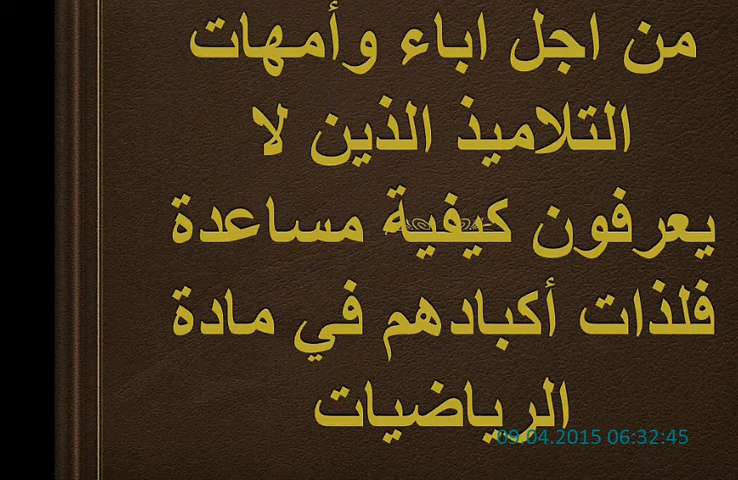 من اجل اباء وأمهات
التلاميذ الذين لا
يعرفون كيفية مساعدة
فلذات أكبادهم في مادة
الرياضيات
09.04.2015 06:32:45